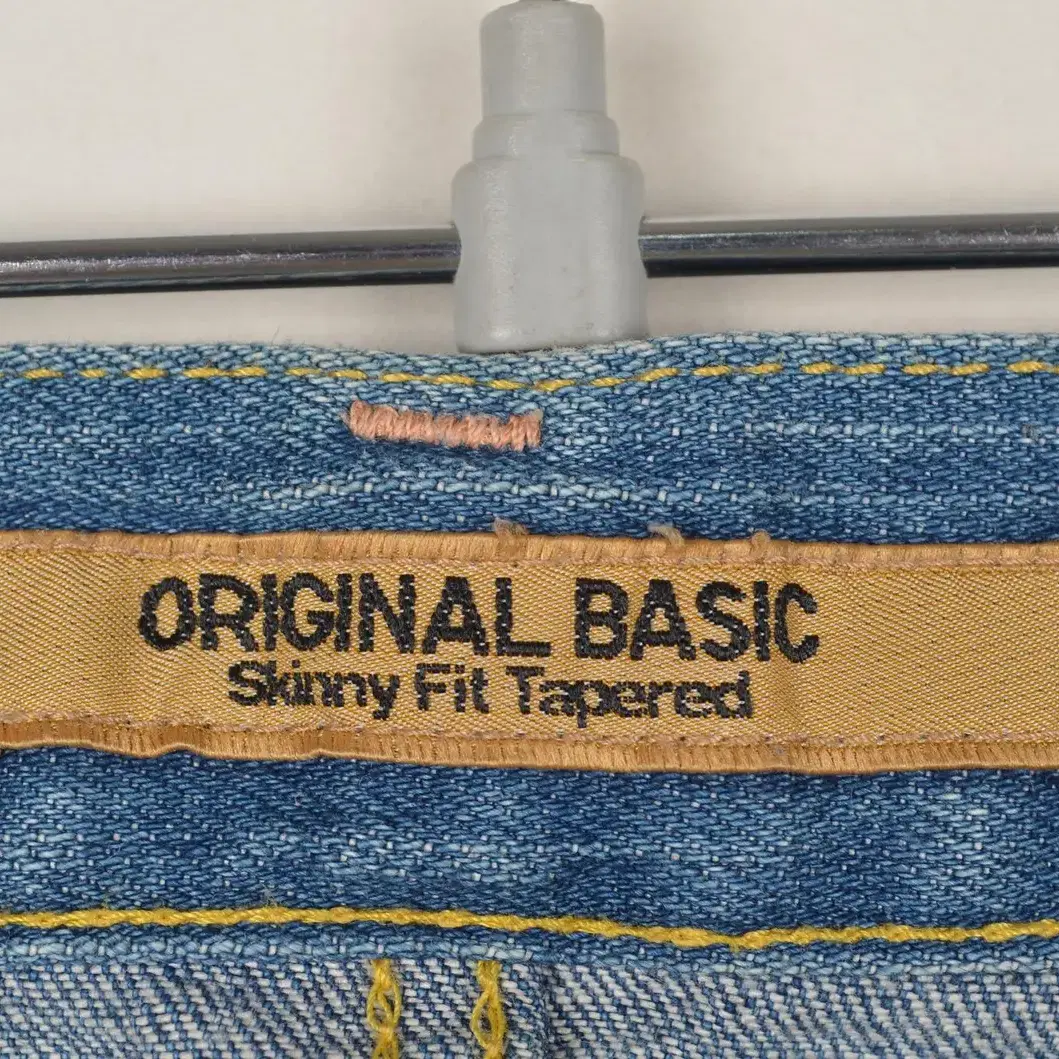 ORIGINAL BASIC
Skinny Fit Tapered